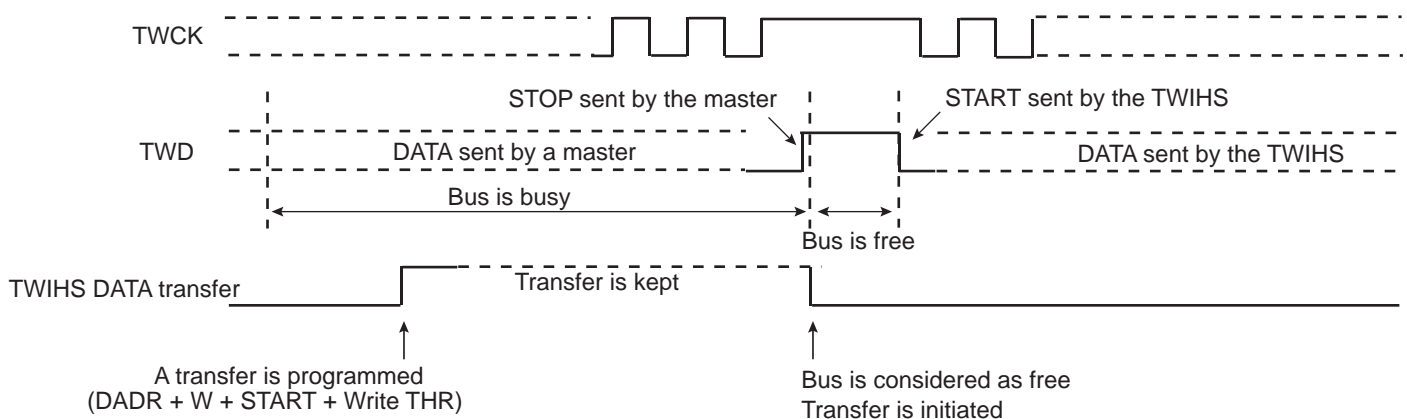 TWCK
STOP sent by the master
START sent by the TWIHS
TWD
DATA sent by a master
DATA sent by the TWIHS
Bus is busy
Bus is free
TWIHS DATA transfer
Transfer is kept
A transfer is programmed
(DADR + W + START + Write THR)
Bus is considered as free
Transfer is initiated